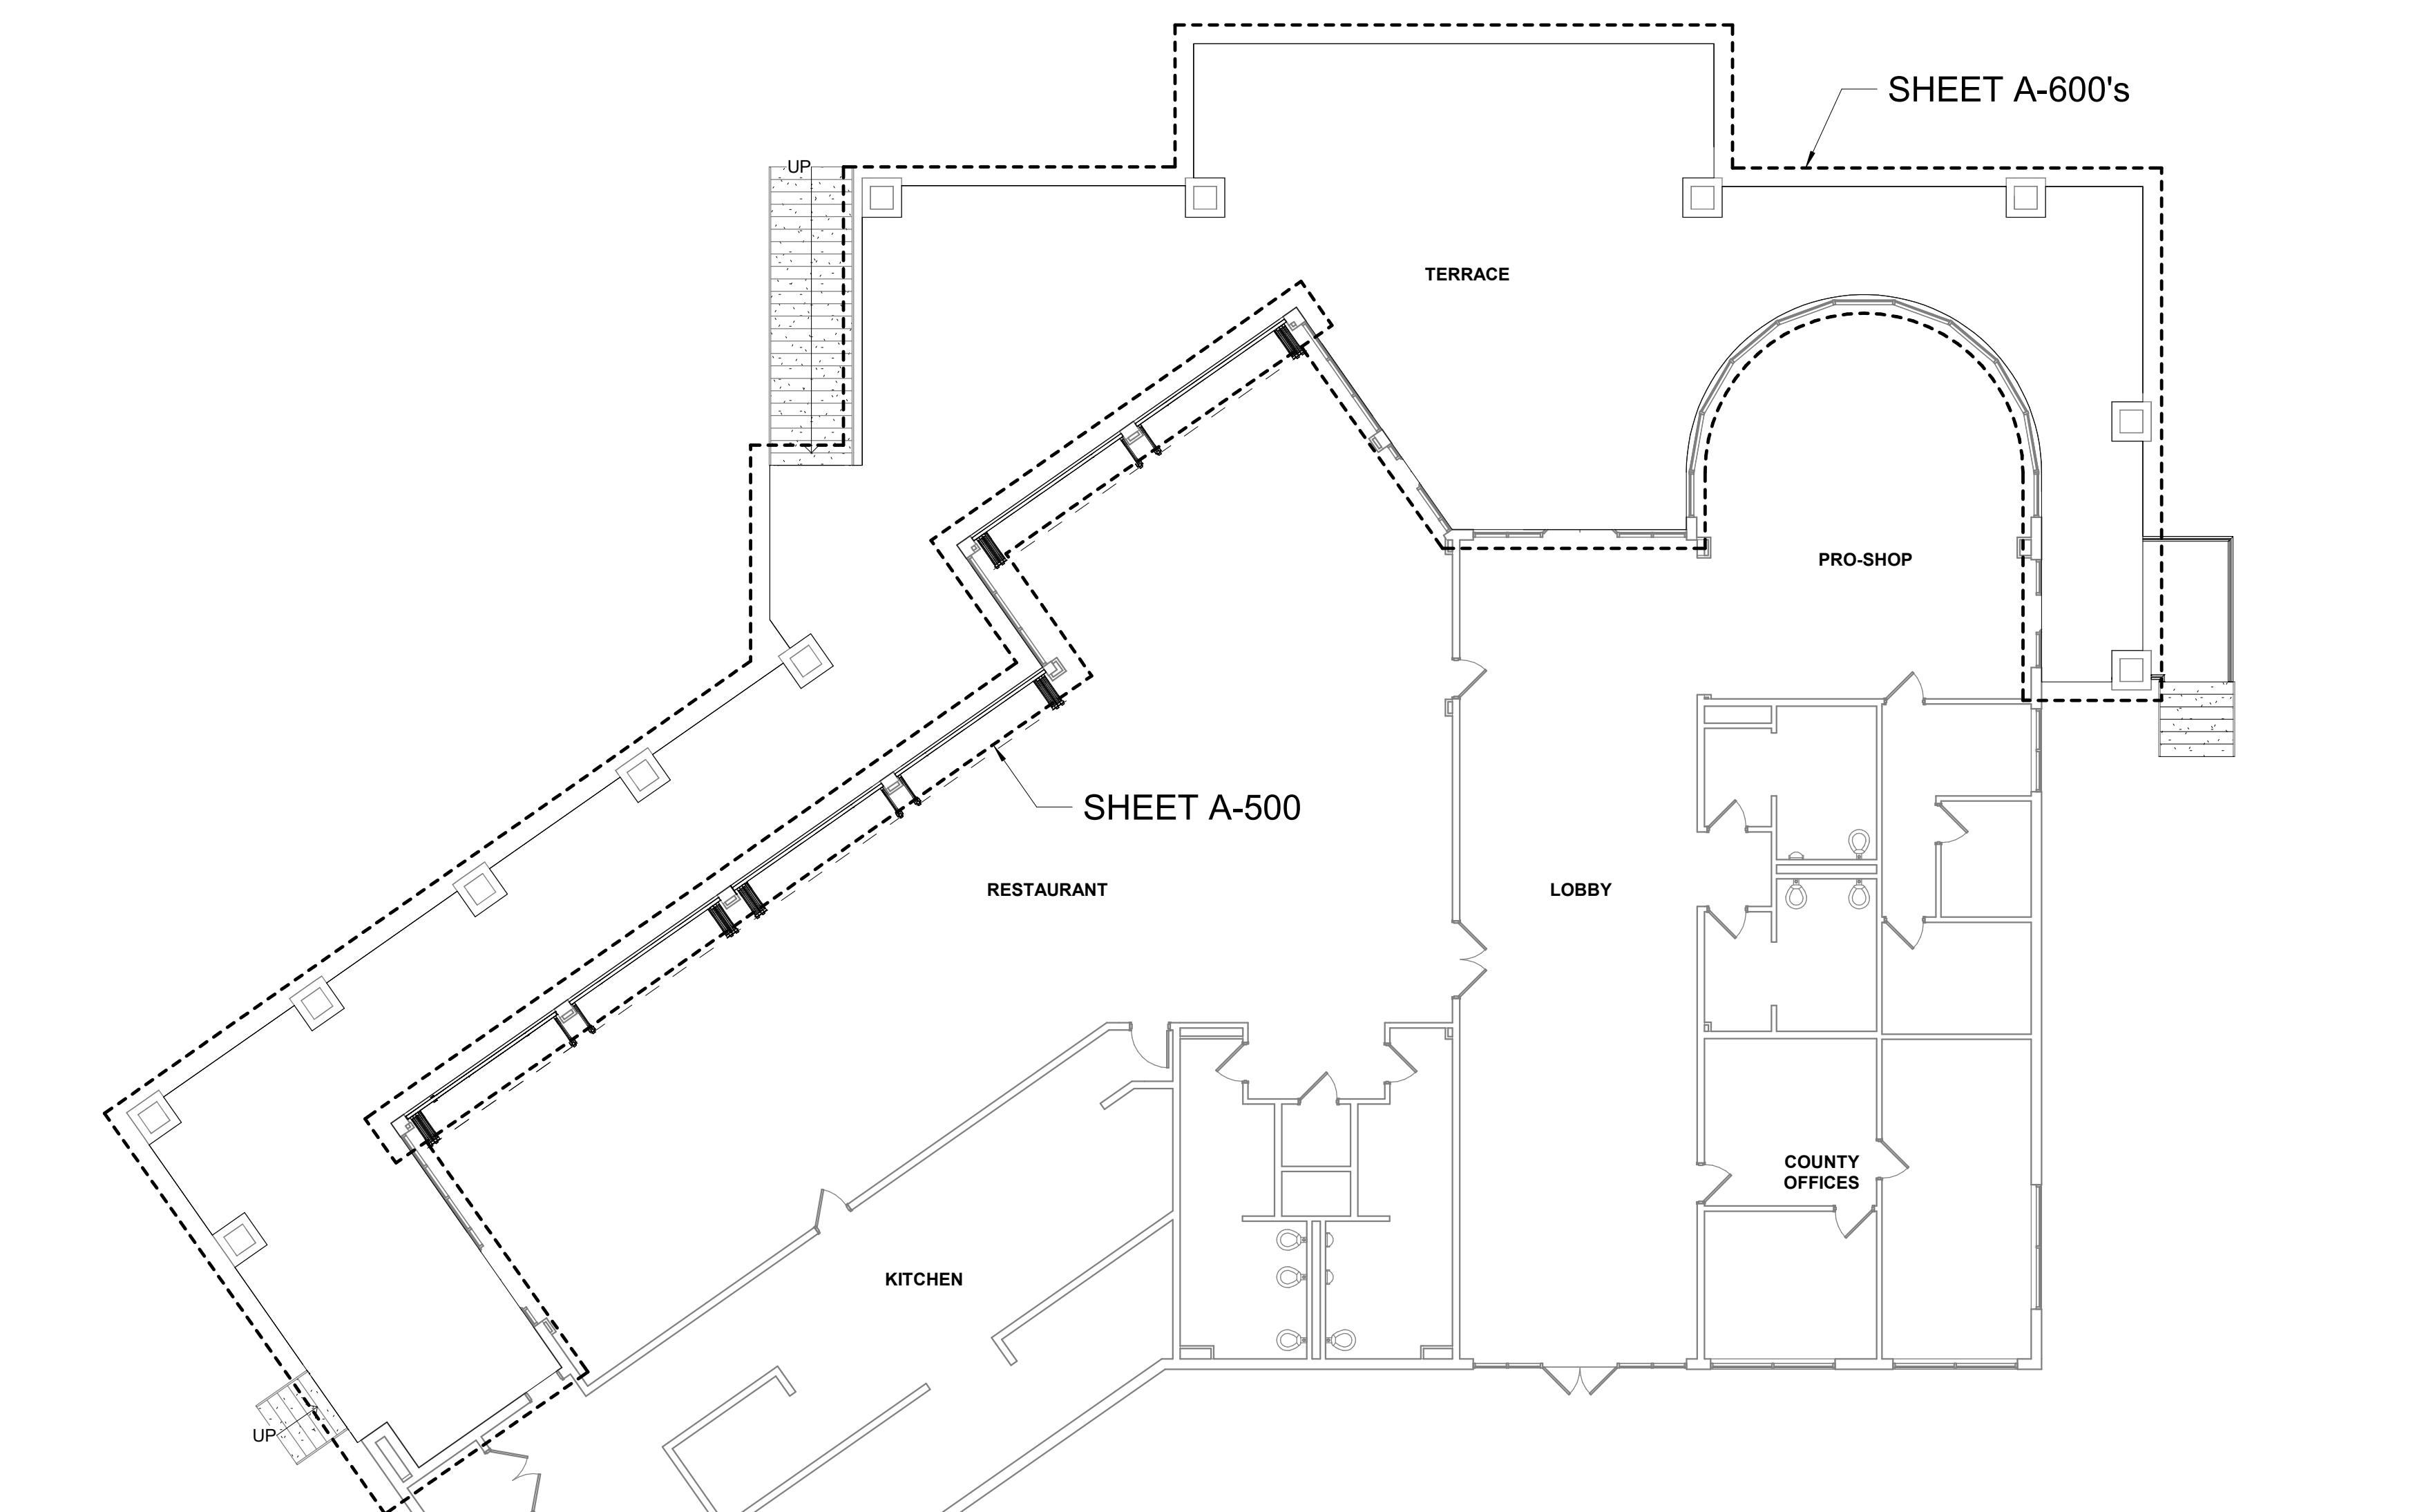 SHEET A-600's
UP
TERRACE
PRO-SHOP
SHEET A-500
RESTAURANT
LOBBY
COUNTY
OFFICES
KITCHEN
UP